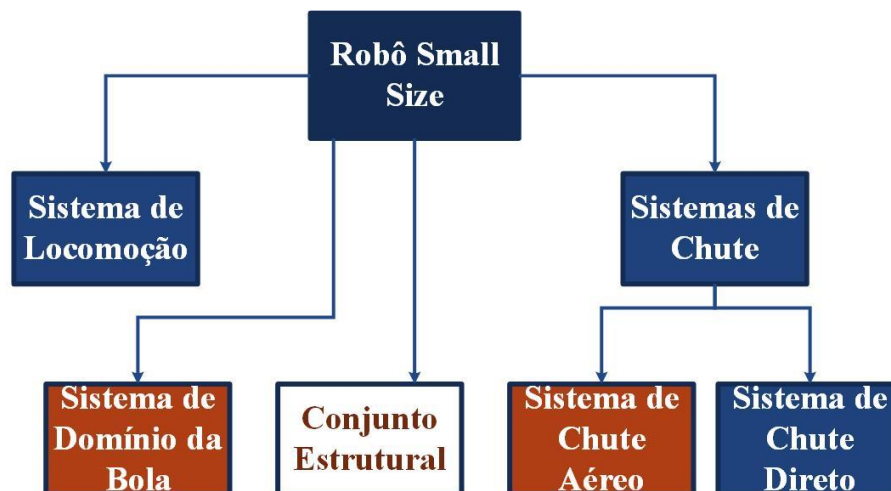 Robô Small
Size
Sistema de
Locomoção
Sistemas de
Chute
Sistema de
Domínio da
Bola
Conjunto
Estrutural
Sistema de
Chute
Aéreo
Sistema de
Chute
Direto